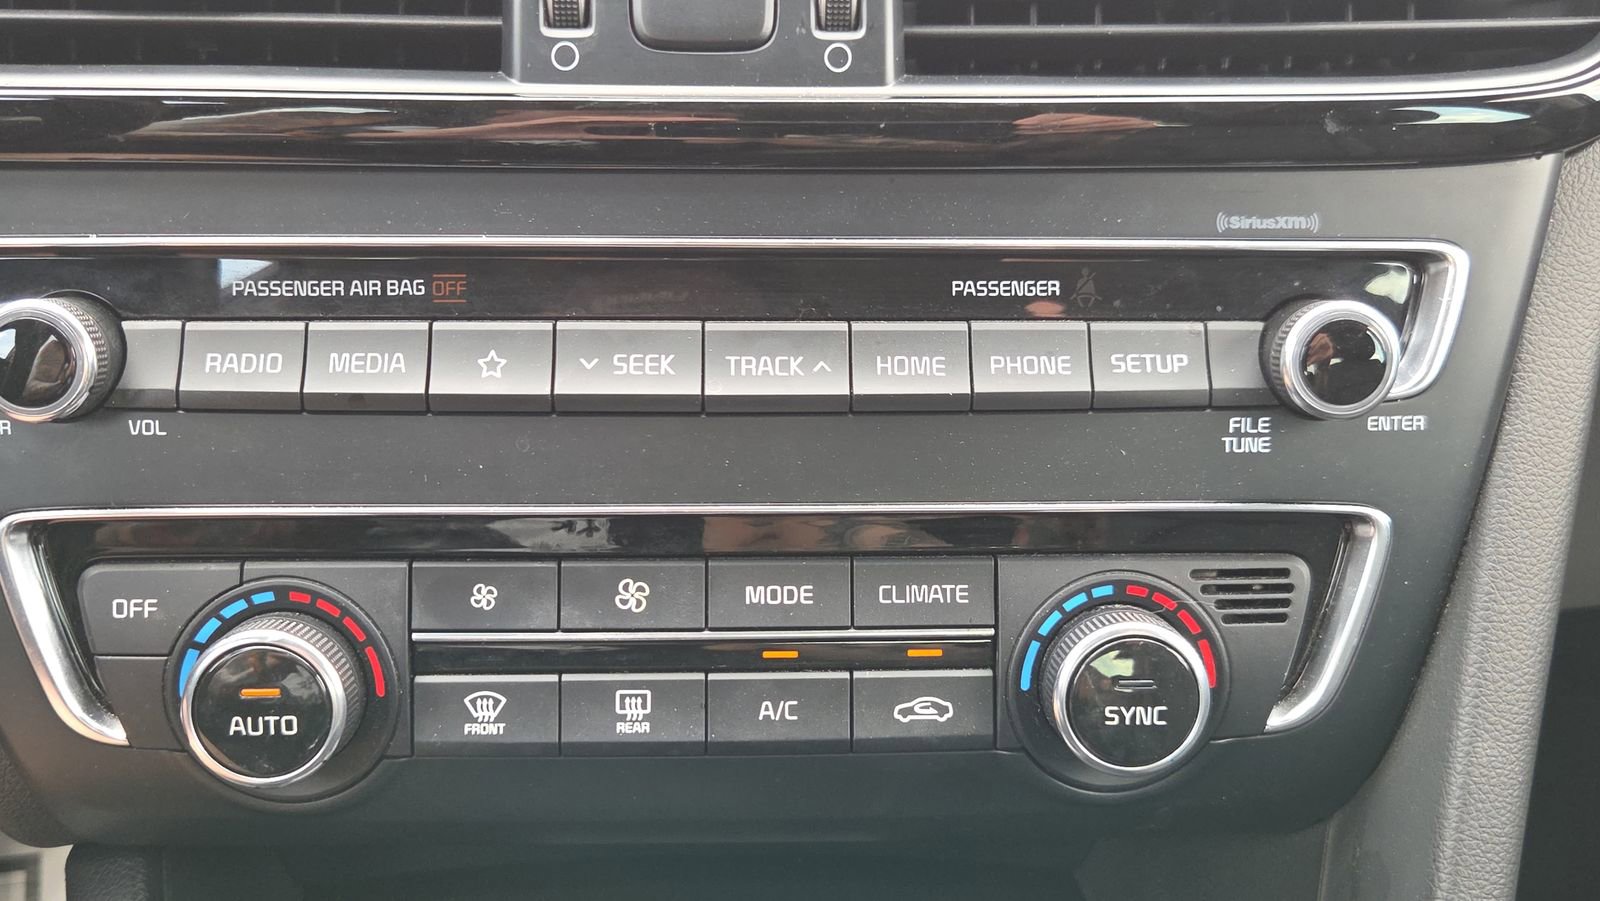 SiriusXM
PASSENGER AIR BAG OFF
PASSENGER
RADIO
MEDIA
SEEK
TRACK
HOME
PHONE
SETUP
R
VOL
FILE
TUNE
ENTER
OFF
MODE
CLIMATE
AUTO
FRONT
REAR
A/C
SYNC